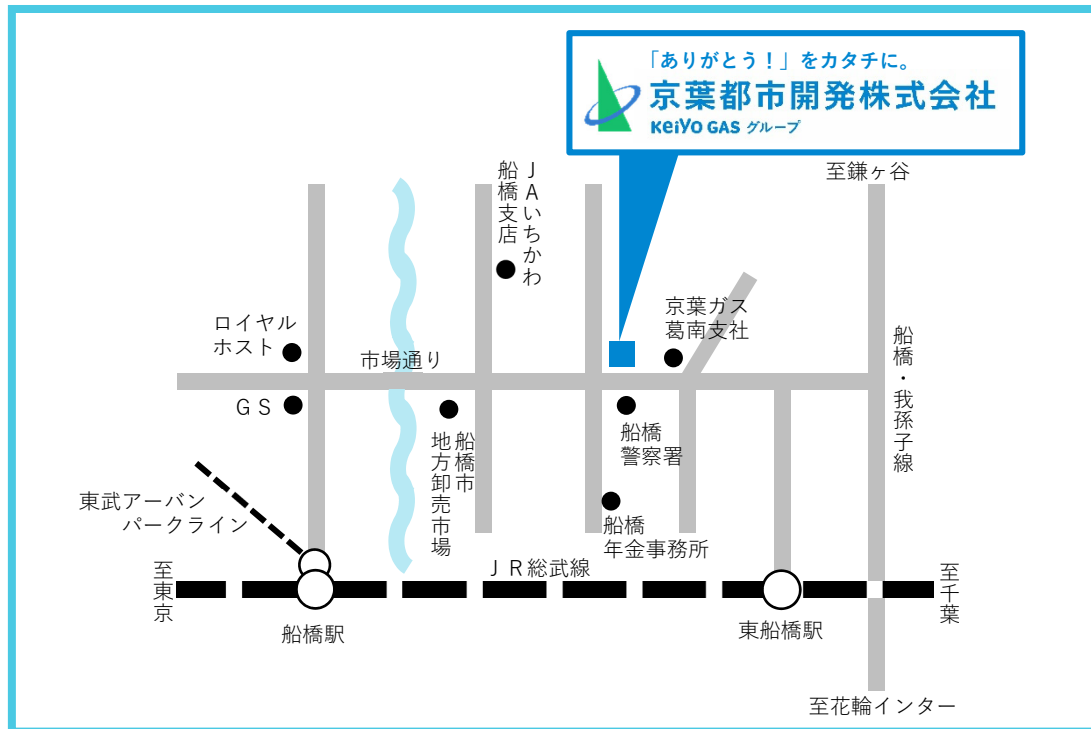 「ありがとう！」をカタチに。
京葉都市開発株式会社
KeiYO GAS グループ
至鎌ヶ谷
JAいちかわ
船橋支店
京葉ガス
葛南支社
ロイヤル
ホスト
市場通り
船橋・我孫子線
GS
船橋
警察署
船橋市
地方卸売市場
東武アーバン
パークライン
船橋
年金事務所
JR総武線
至東京
至千葉
船橋駅
東船橋駅
至花輪インター